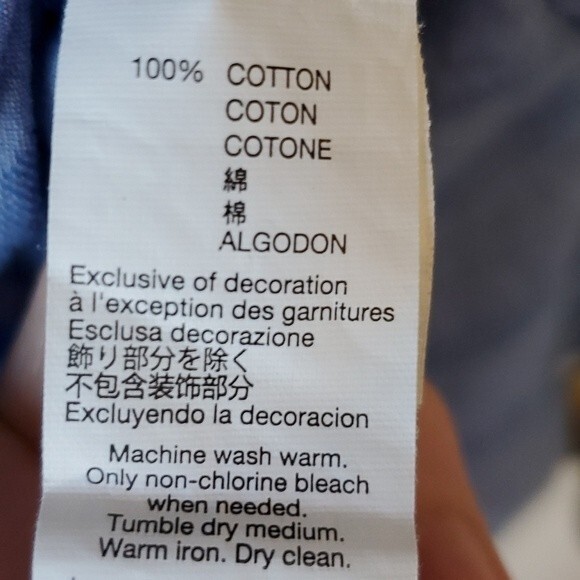 100% COTTON
COTON
COTONE
綿
棉
ALGODON
Exclusive of decoration
à l'exception des garnitures
Esclusa decorazione
飾り部分を除く
不包含装饰部分
Excluyendo la decoracion
Machine wash warm.
Only non-chlorine bleach
when needed.
Tumble dry medium.
Warm iron. Dry clean.